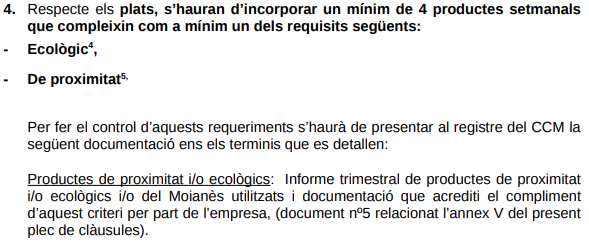 4. Respecte els plats, s’hauran d’incorporar un mínim de 4 productes setmanals
que compleixin com a mínim un dels requisits següents:
- Ecològic4,
- De proximitat5,
Per fer el control d’aquests requeriments s’haurà de presentar al registre del CCM la
següent documentació ens els terminis que es detallen:
Productes de proximitat i/o ecològics: Informe trimestral de productes de proximitat
i/o ecològics i/o del Moianès utilitzats i documentació que acrediti el compliment
d’aquest criteri per part de l’empresa, (document nº5 relacionat l’annex V del present
plec de clàusules).